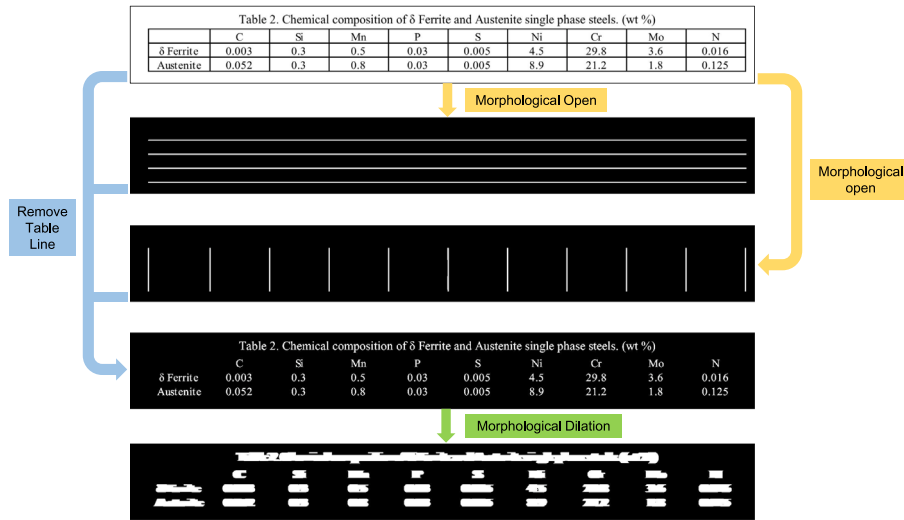 Table 2. Chemical composition of δ Ferrite and Austenite single phase steels. (wt %)
C Si Mn P S Ni Cr Mo N
δ Ferrite 0.003 0.3 0.5 0.03 0.005 4.5 29.8 3.6 0.016
Austenite 0.052 0.3 0.8 0.03 0.005 8.9 21.2 1.8 0.125
Morphological Open
Morphological
open
Remove
Table
Line
Table 2. Chemical composition of δ Ferrite and Austenite single phase steels. (wt %)
C Si Mn P S Ni Cr Mo N
δ Ferrite 0.003 0.3 0.5 0.03 0.005 4.5 29.8 3.6 0.016
Austenite 0.052 0.3 0.8 0.03 0.005 8.9 21.2 1.8 0.125
Morphological Dilation
C P S